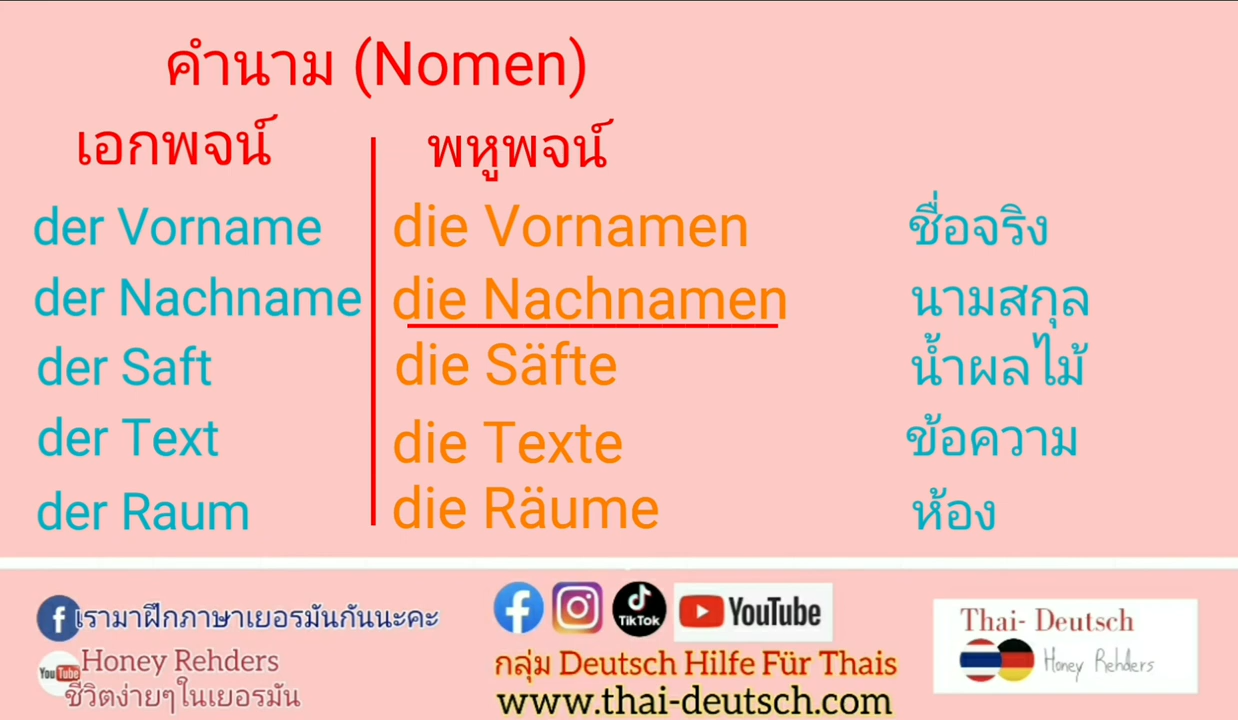 คำนาม (Nomen)
เอกพจน์ พหูพจน์
der Vorname die Vornamen ชื่อจริง
der Nachname die Nachnamen นามสกุล
der Saft die Säfte น้ำผลไม้
der Text die Texte ข้อความ
der Raum die Räume ห้อง
f เรามาฝึกภาษาเยอรมันกันนะคะ
YouTube Honey Rehders
ชีวิตง่ายๆในเยอรมัน
f TikTok YouTube
กลุ่ม Deutsch Hilfe Für Thais
www.thai-deutsch.com
Thai- Deutsch
Honey Rehders